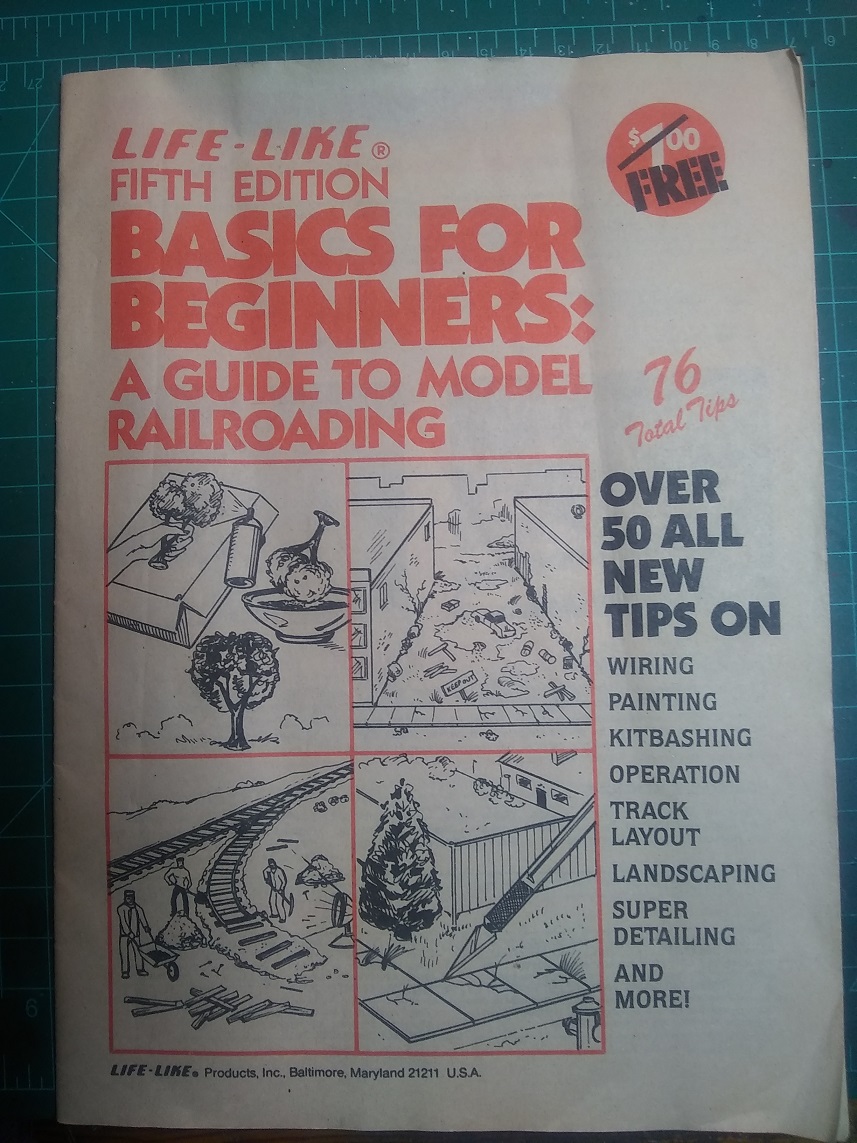 LIFE-LIKE®
FIFTH EDITION
BASICS FOR
BEGINNERS:
A GUIDE TO MODEL
RAILROADING
$1.00
FREE
76
Total Tips
OVER
50 ALL
NEW
TIPS ON
WIRING
PAINTING
KITBASHING
OPERATION
TRACK
LAYOUT
LANDSCAPING
SUPER
DETAILING
AND
MORE!
KEEP OUT
LIFE-LIKE® Products, Inc., Baltimore, Maryland 21211 U.S.A.